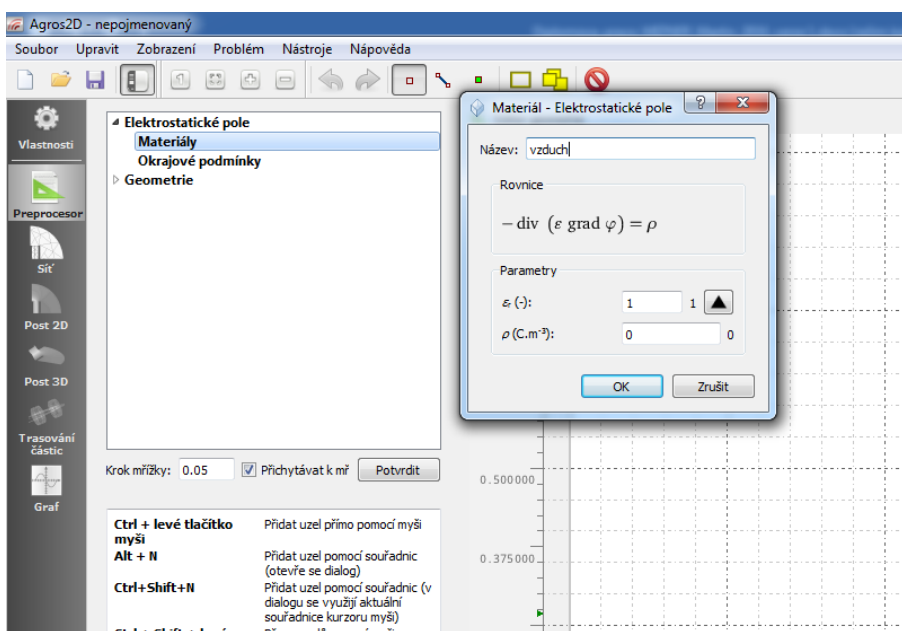 Agros2D - nepojmenovaný
Soubor Upravit Zobrazení Problém Nástroje Nápověda
Vlastnosti
Preprocesor
Síť
Post 2D
Post 3D
Trasování
částic
Graf
Elektrostatické pole
Materiály
Okrajové podmínky
Geometrie
Krok mřížky: 0.05 Přichytávat k mř Potvrdit
Ctrl + levé tlačítko
myši
Přidat uzel přímo pomocí myši
Alt + N
Přidat uzel pomocí souřadnic
(otevře se dialog)
Ctrl+Shift+N
Přidat uzel pomocí souřadnic (v
dialogu se využijí aktuální
souřadnice kurzoru myši)
Materiál - Elektrostatické pole
Název: vzduch
Rovnice
− div (ε grad φ) = ρ
Parametry
εᵣ (-): 1 1
ρ (C.m⁻³): 0 0
OK Zrušit
0.500000
0.375000